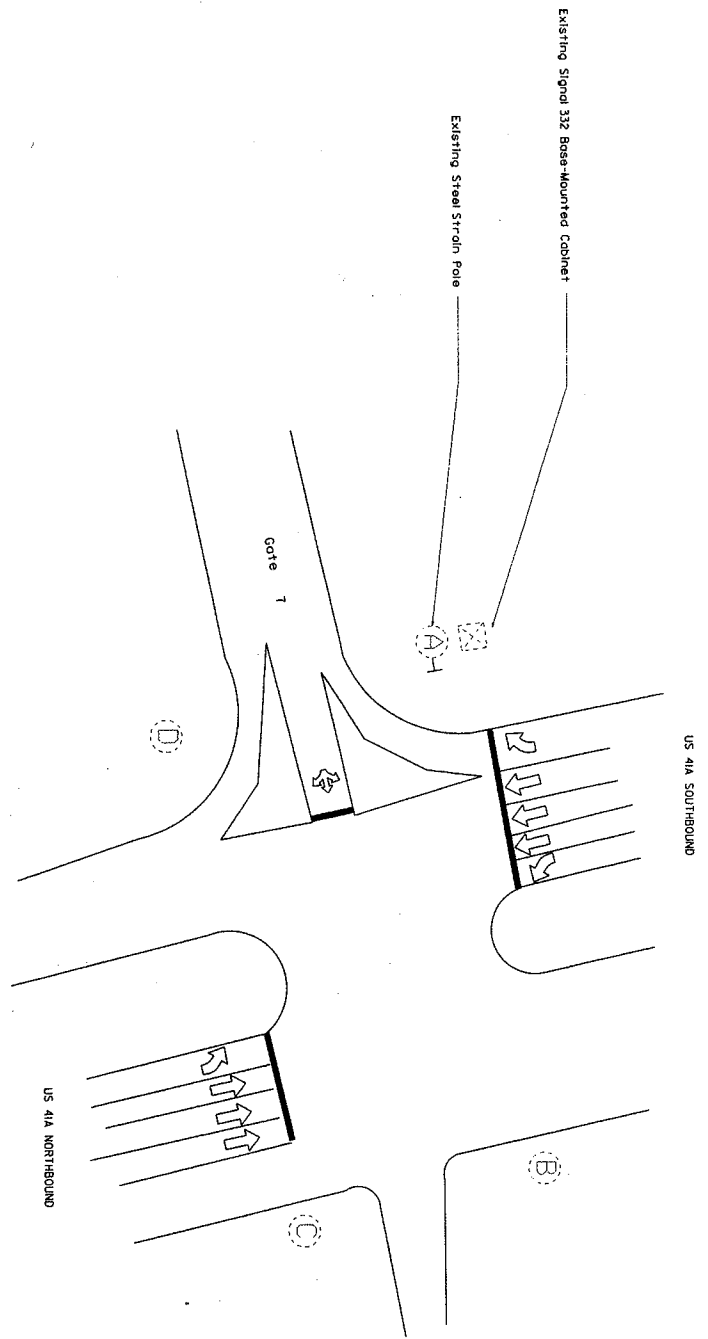 Existing Signal 332 Base-Mounted Cabinet
Existing Steel Strain Pole
US 41A SOUTHBOUND
Gate 7
A
D
B
C
US 41A NORTHBOUND